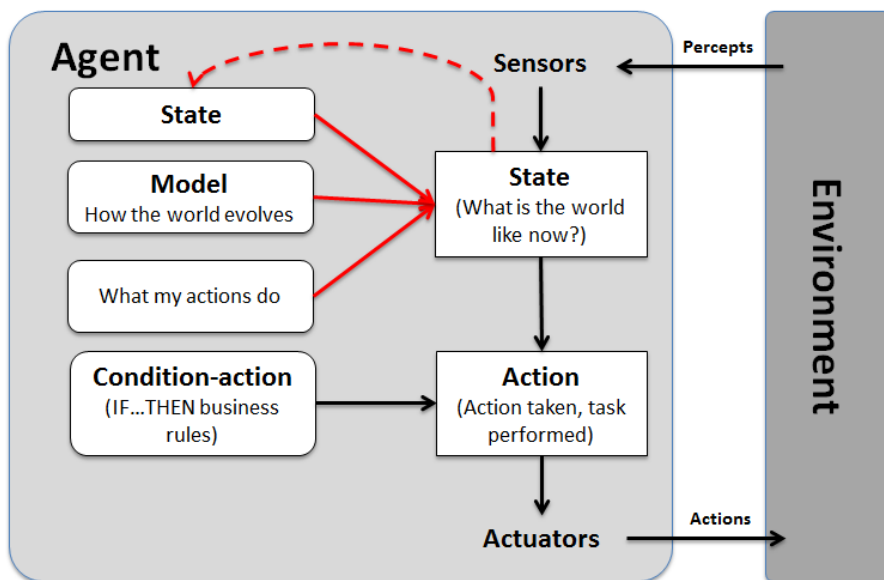 Agent
Sensors
Percepts
State
Model
How the world evolves
State
(What is the world
like now?)
What my actions do
Condition-action
(IF...THEN business
rules)
Action
(Action taken, task
performed)
Actuators
Actions
Environment